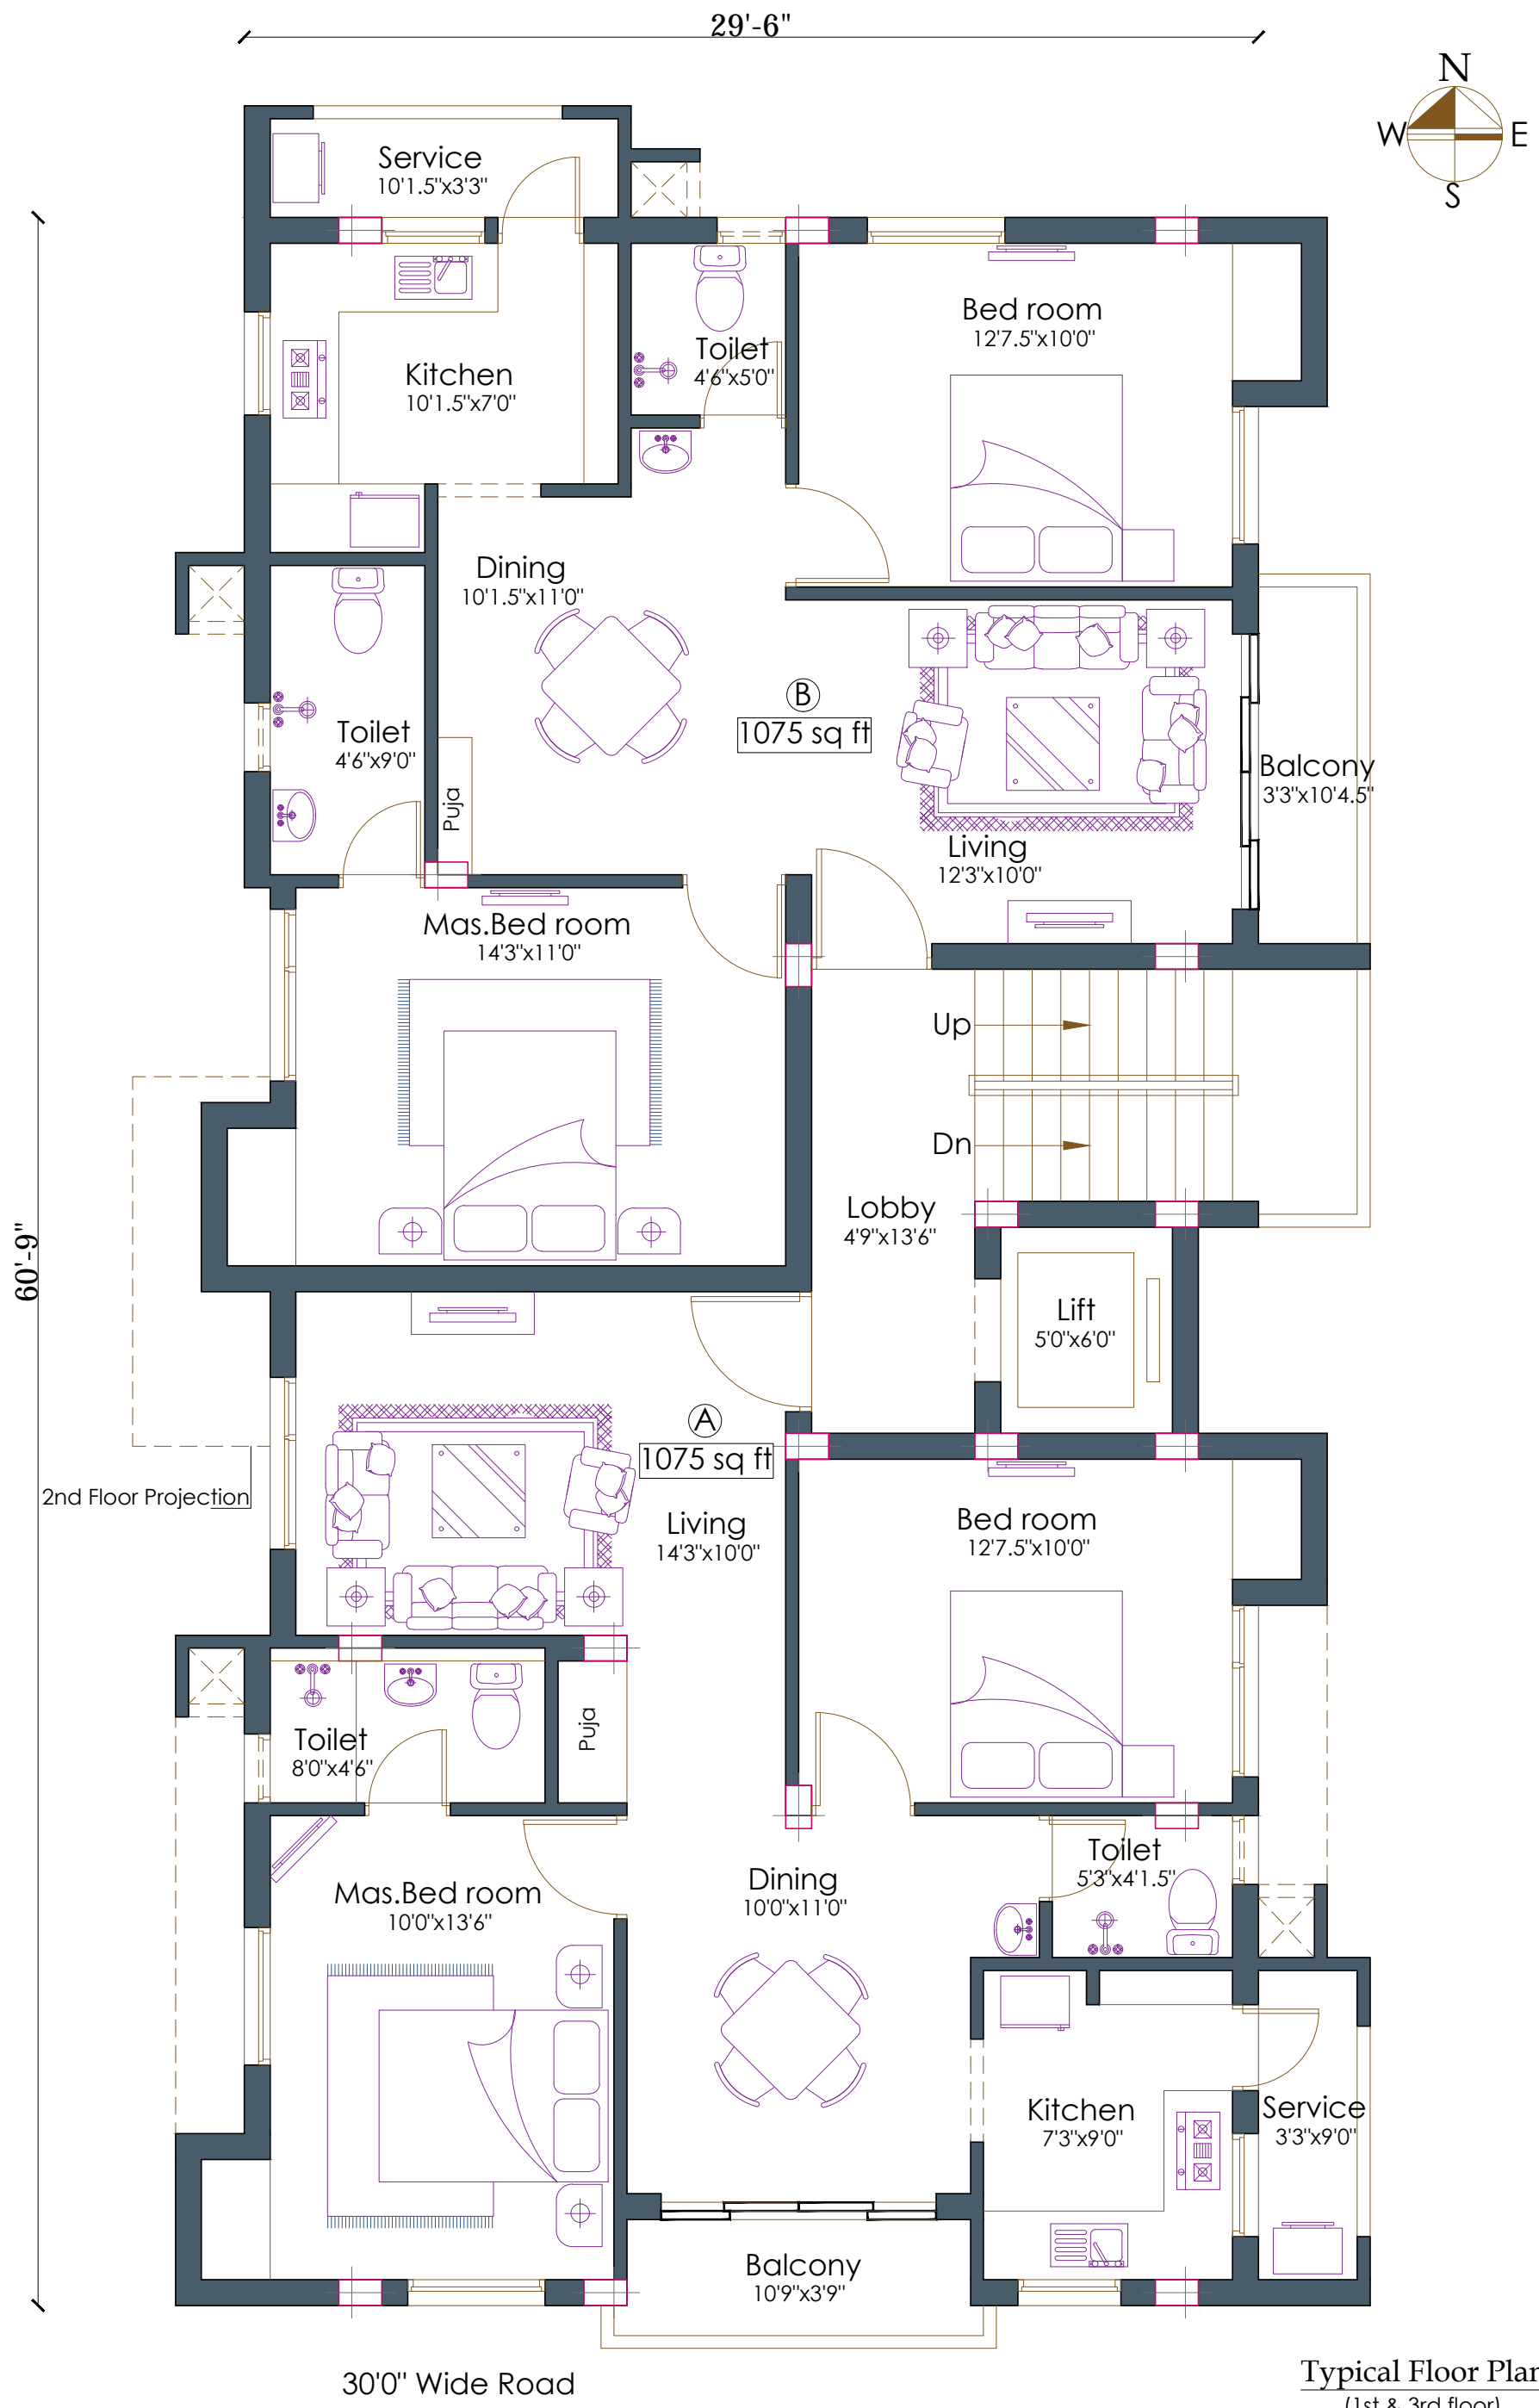 29'-6"
N
W E
S
Service
10'1.5"x3'3"
Bed room
12'7.5"x10'0"
Toilet
4'6"x5'0"
Kitchen
10'1.5"x7'0"
Dining
10'1.5"x11'0"
B
1075 sq ft
Toilet
4'6"x9'0"
Balcony
3'3"x10'4.5"
Puja
Living
12'3"x10'0"
Mas.Bed room
14'3"x11'0"
Up
Dn
Lobby
4'9"x13'6"
60'-9"
Lift
5'0"x6'0"
A
1075 sq ft
2nd Floor Projection
Living
14'3"x10'0"
Bed room
12'7.5"x10'0"
Puja
Toilet
8'0"x4'6"
Toilet
5'3"x4'1.5"
Dining
10'0"x11'0"
Mas.Bed room
10'0"x13'6"
Kitchen
7'3"x9'0"
Service
3'3"x9'0"
Balcony
10'9"x3'9"
30'0" Wide Road
Typical Floor Plan
(1st & 3rd floor)